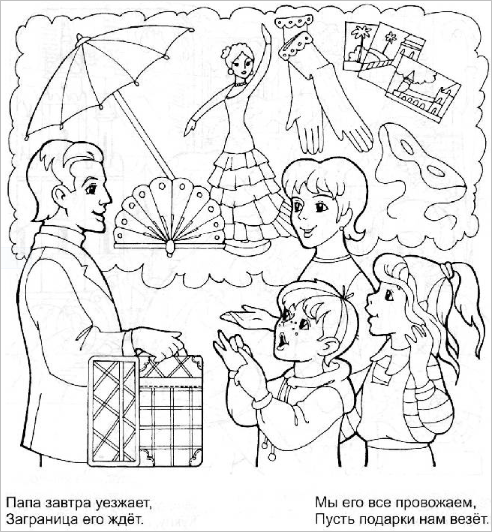 Папа завтра уезжает,
Заграница его ждёт.
Мы его все провожаем,
Пусть подарки нам везёт.